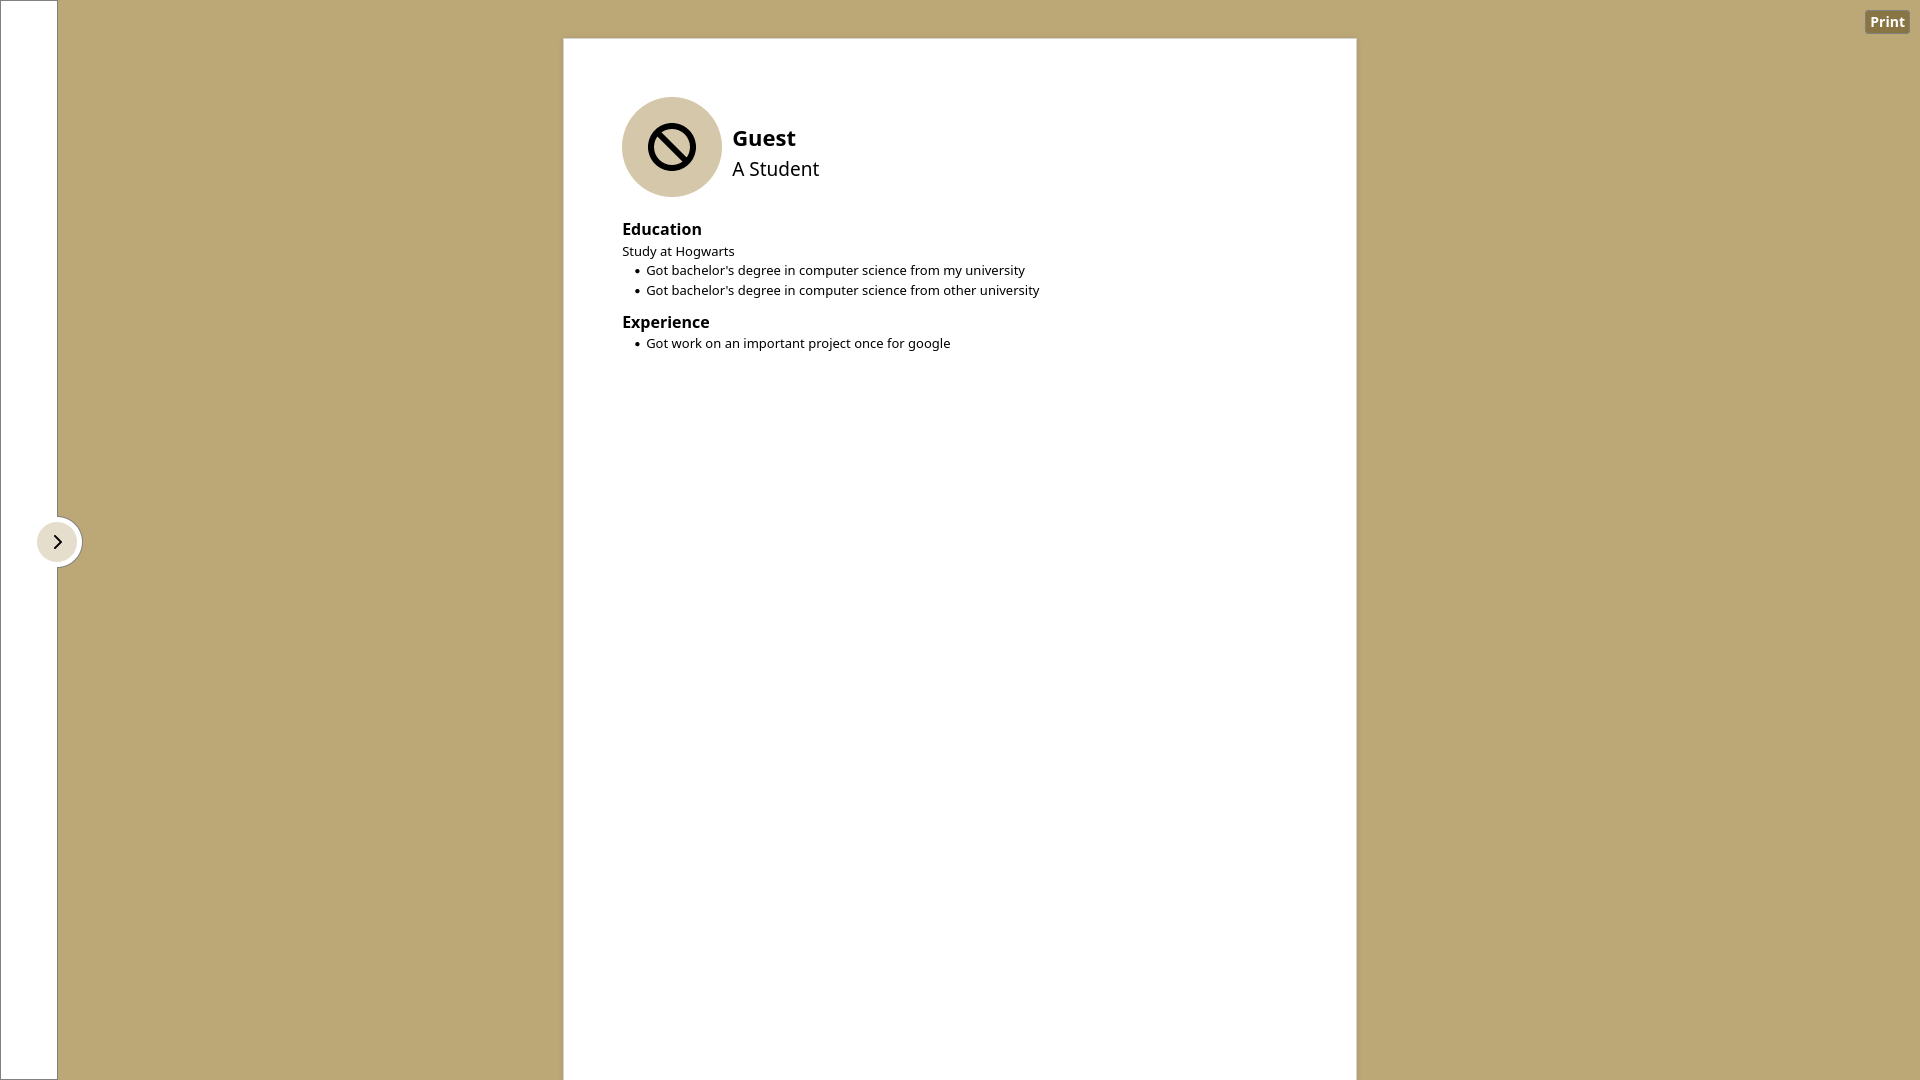 Print
Guest
A Student
Education
Study at Hogwarts
• Got bachelor's degree in computer science from my university
• Got bachelor's degree in computer science from other university
Experience
• Got work on an important project once for google